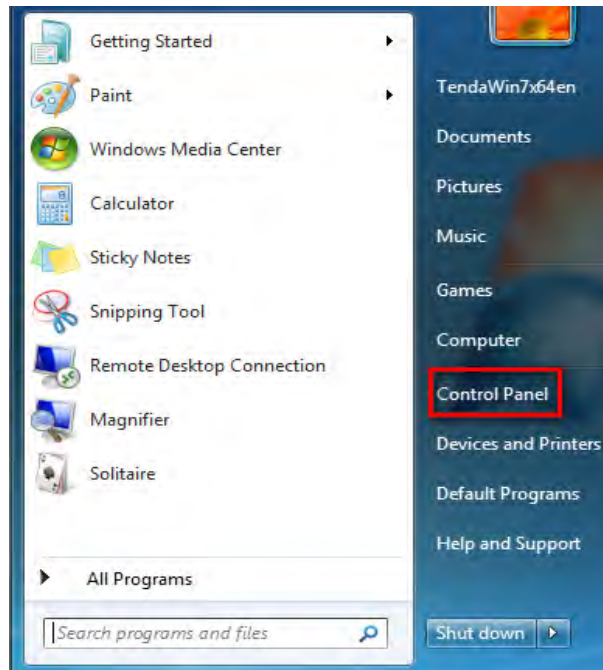 Getting Started
Paint
Windows Media Center
Calculator
Sticky Notes
Snipping Tool
Remote Desktop Connection
Magnifier
Solitaire
All Programs
Search programs and files
TendaWin7x64en
Documents
Pictures
Music
Games
Computer
Control Panel
Devices and Printers
Default Programs
Help and Support
Shut down